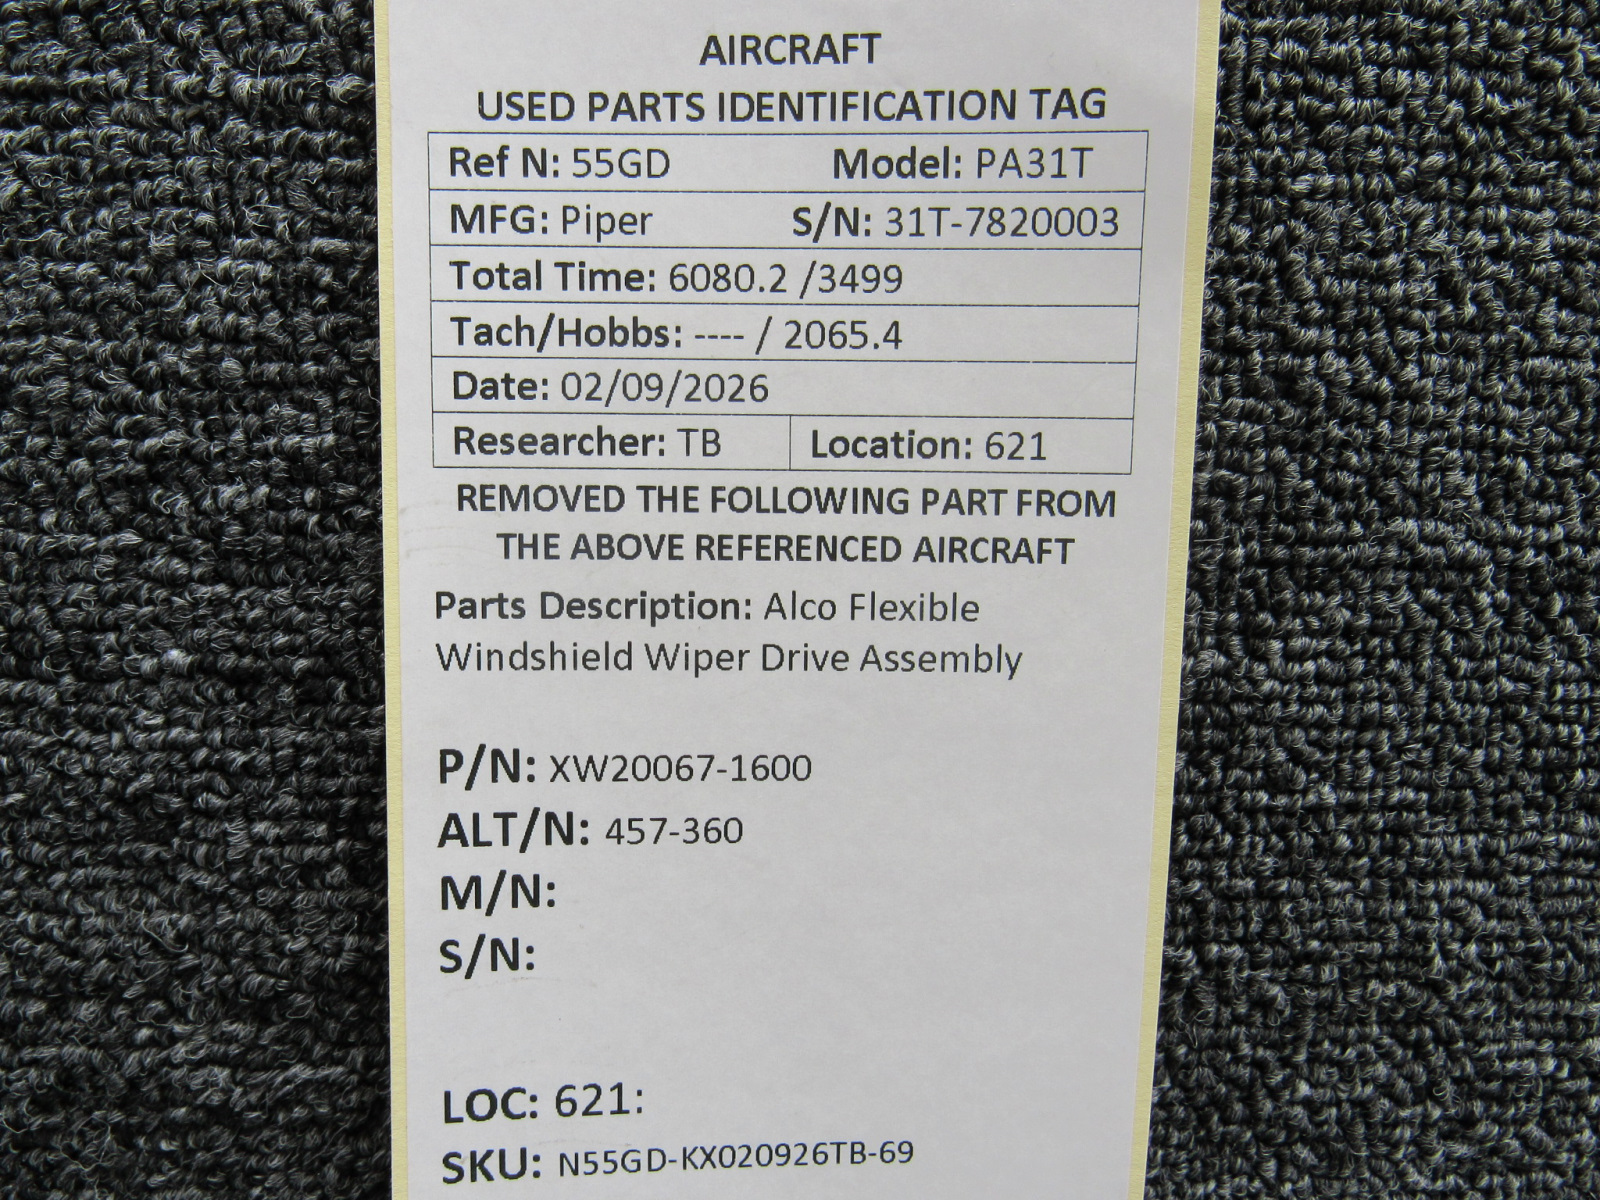 AIRCRAFT
USED PARTS IDENTIFICATION TAG
Ref N: 55GD Model: PA31T
MFG: Piper S/N: 31T-7820003
Total Time: 6080.2 /3499
Tach/Hobbs: ---- / 2065.4
Date: 02/09/2026
Researcher: TB Location: 621
REMOVED THE FOLLOWING PART FROM
THE ABOVE REFERENCED AIRCRAFT
Parts Description: Alco Flexible
Windshield Wiper Drive Assembly
P/N: XW20067-1600
ALT/N: 457-360
M/N:
S/N:
LOC: 621:
SKU: N55GD-KX020926TB-69